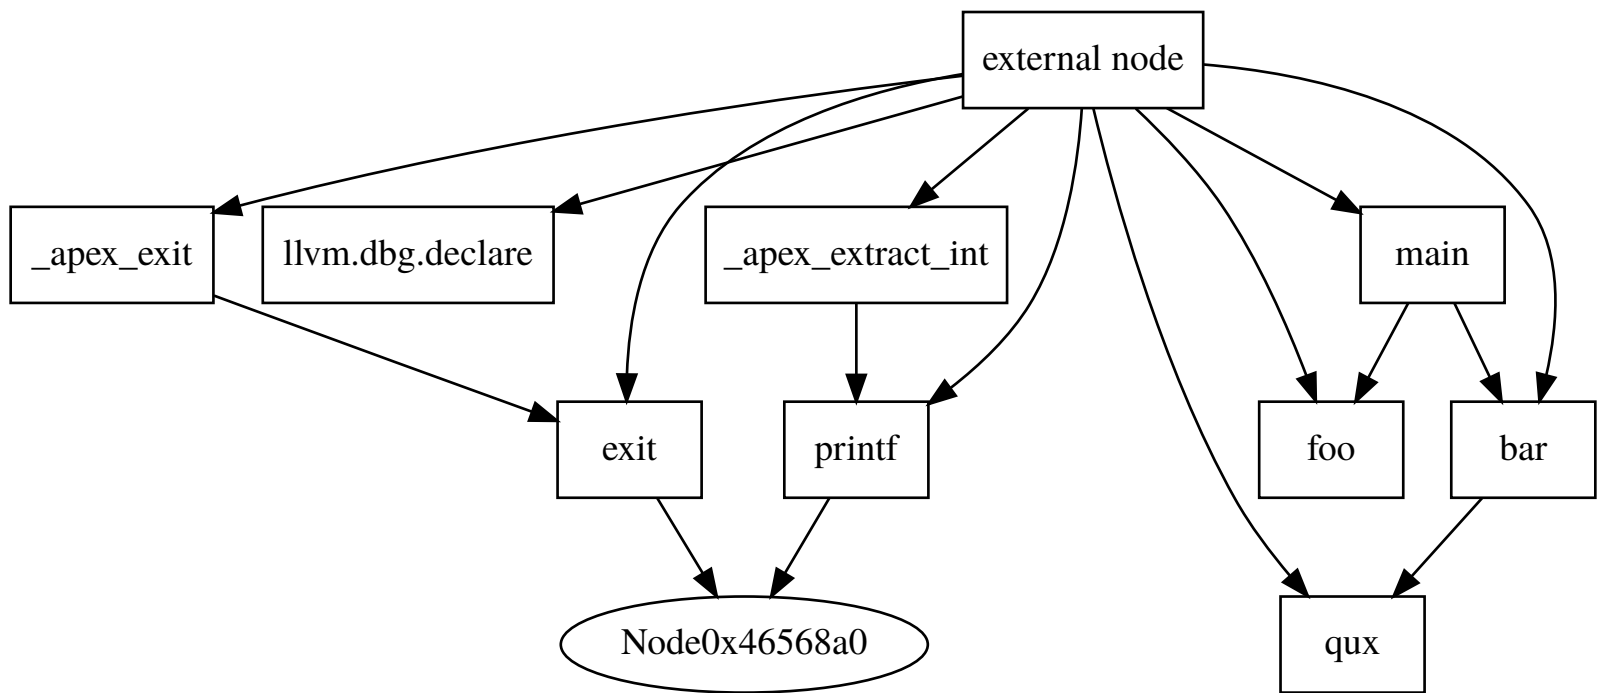 external node
_apex_exit
llvm.dbg.declare
_apex_extract_int
main
exit
printf
foo
bar
Node0x46568a0
qux